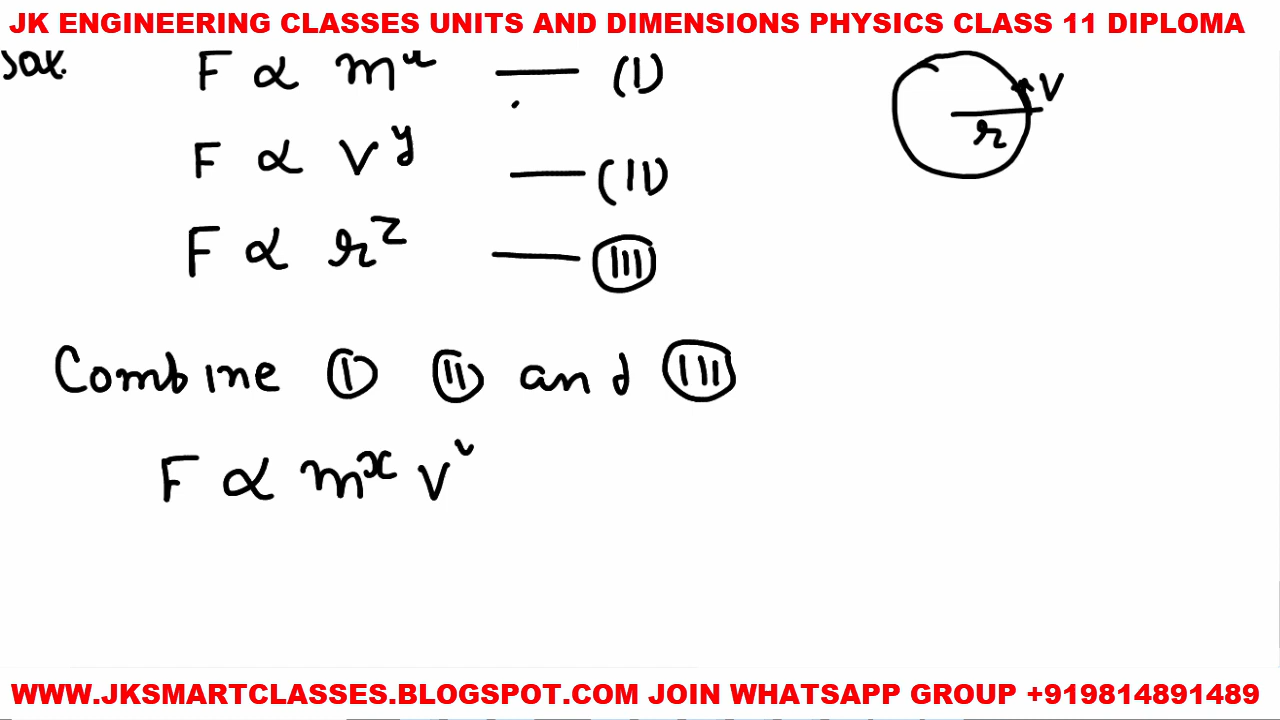 JK ENGINEERING CLASSES UNITS AND DIMENSIONS PHYSICS CLASS 11 DIPLOMA
F ∝ m^x — (I)
F ∝ v^y — (II)
F ∝ r^z — (III)
V
r
Combine (I) (II) and (III)
F ∝ m^x v
WWW.JKSMARTCLASSES.BLOGSPOT.COM JOIN WHATSAPP GROUP +919814891489